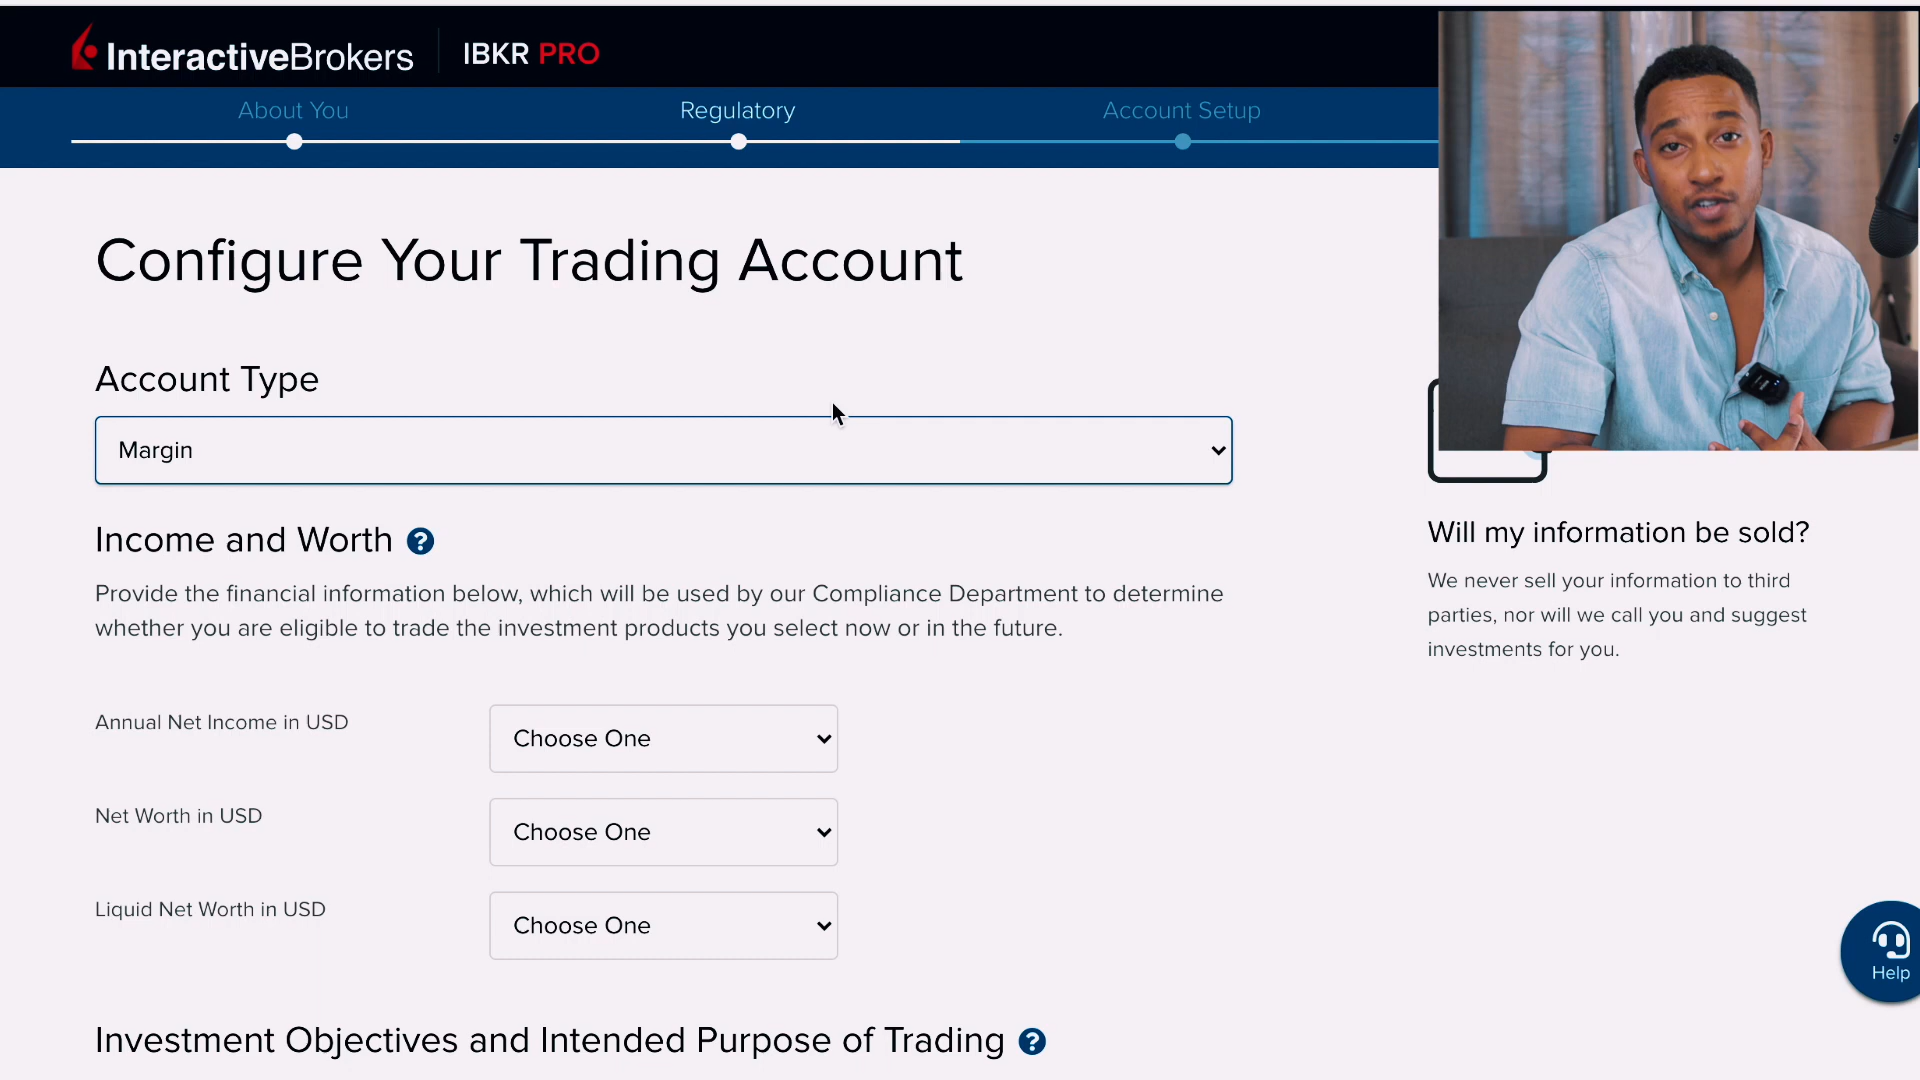 InteractiveBrokers IBKR PRO
About You Regulatory Account Setup
Configure Your Trading Account
Account Type
Margin
Income and Worth ?
Provide the financial information below, which will be used by our Compliance Department to determine
whether you are eligible to trade the investment products you select now or in the future.
Annual Net Income in USD Choose One
Net Worth in USD Choose One
Liquid Net Worth in USD Choose One
Investment Objectives and Intended Purpose of Trading ?
Will my information be sold?
We never sell your information to third
parties, nor will we call you and suggest
investments for you.
Help